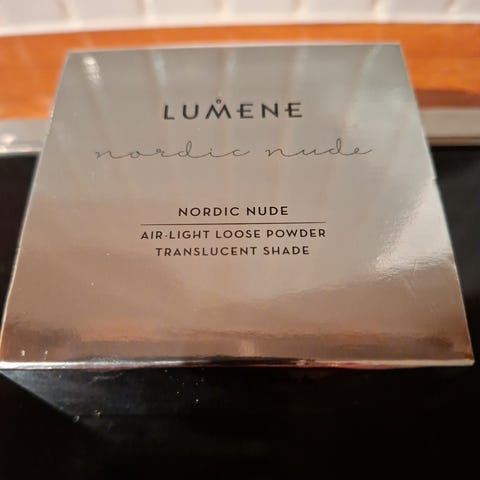 LUMENE
nordic nude
NORDIC NUDE
AIR-LIGHT LOOSE POWDER
TRANSLUCENT SHADE